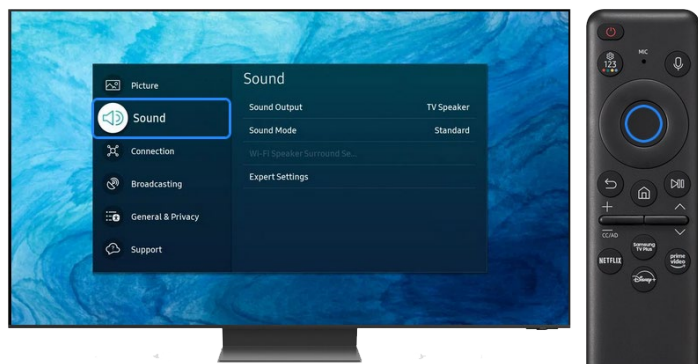 Picture
Sound
Connection
Broadcasting
General & Privacy
Support
Sound
Sound Output TV Speaker
Sound Mode Standard
Wi-Fi Speaker Surround Se...
Expert Settings
MIC
123
+
CC/AD
NETFLIX
Samsung
TV Plus
prime
video
Disney+